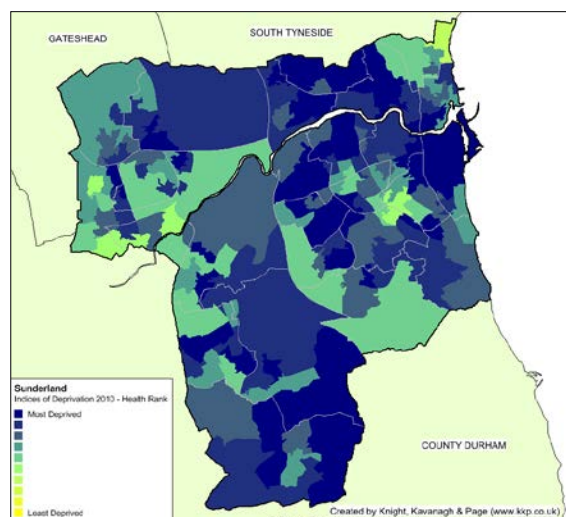 GATESHEAD
SOUTH TYNESIDE
COUNTY DURHAM
Sunderland
Indices of Deprivation 2010 - Health Rank
Most Deprived
Least Deprived
Created by Knight, Kavanagh & Page (www.kkp.co.uk)